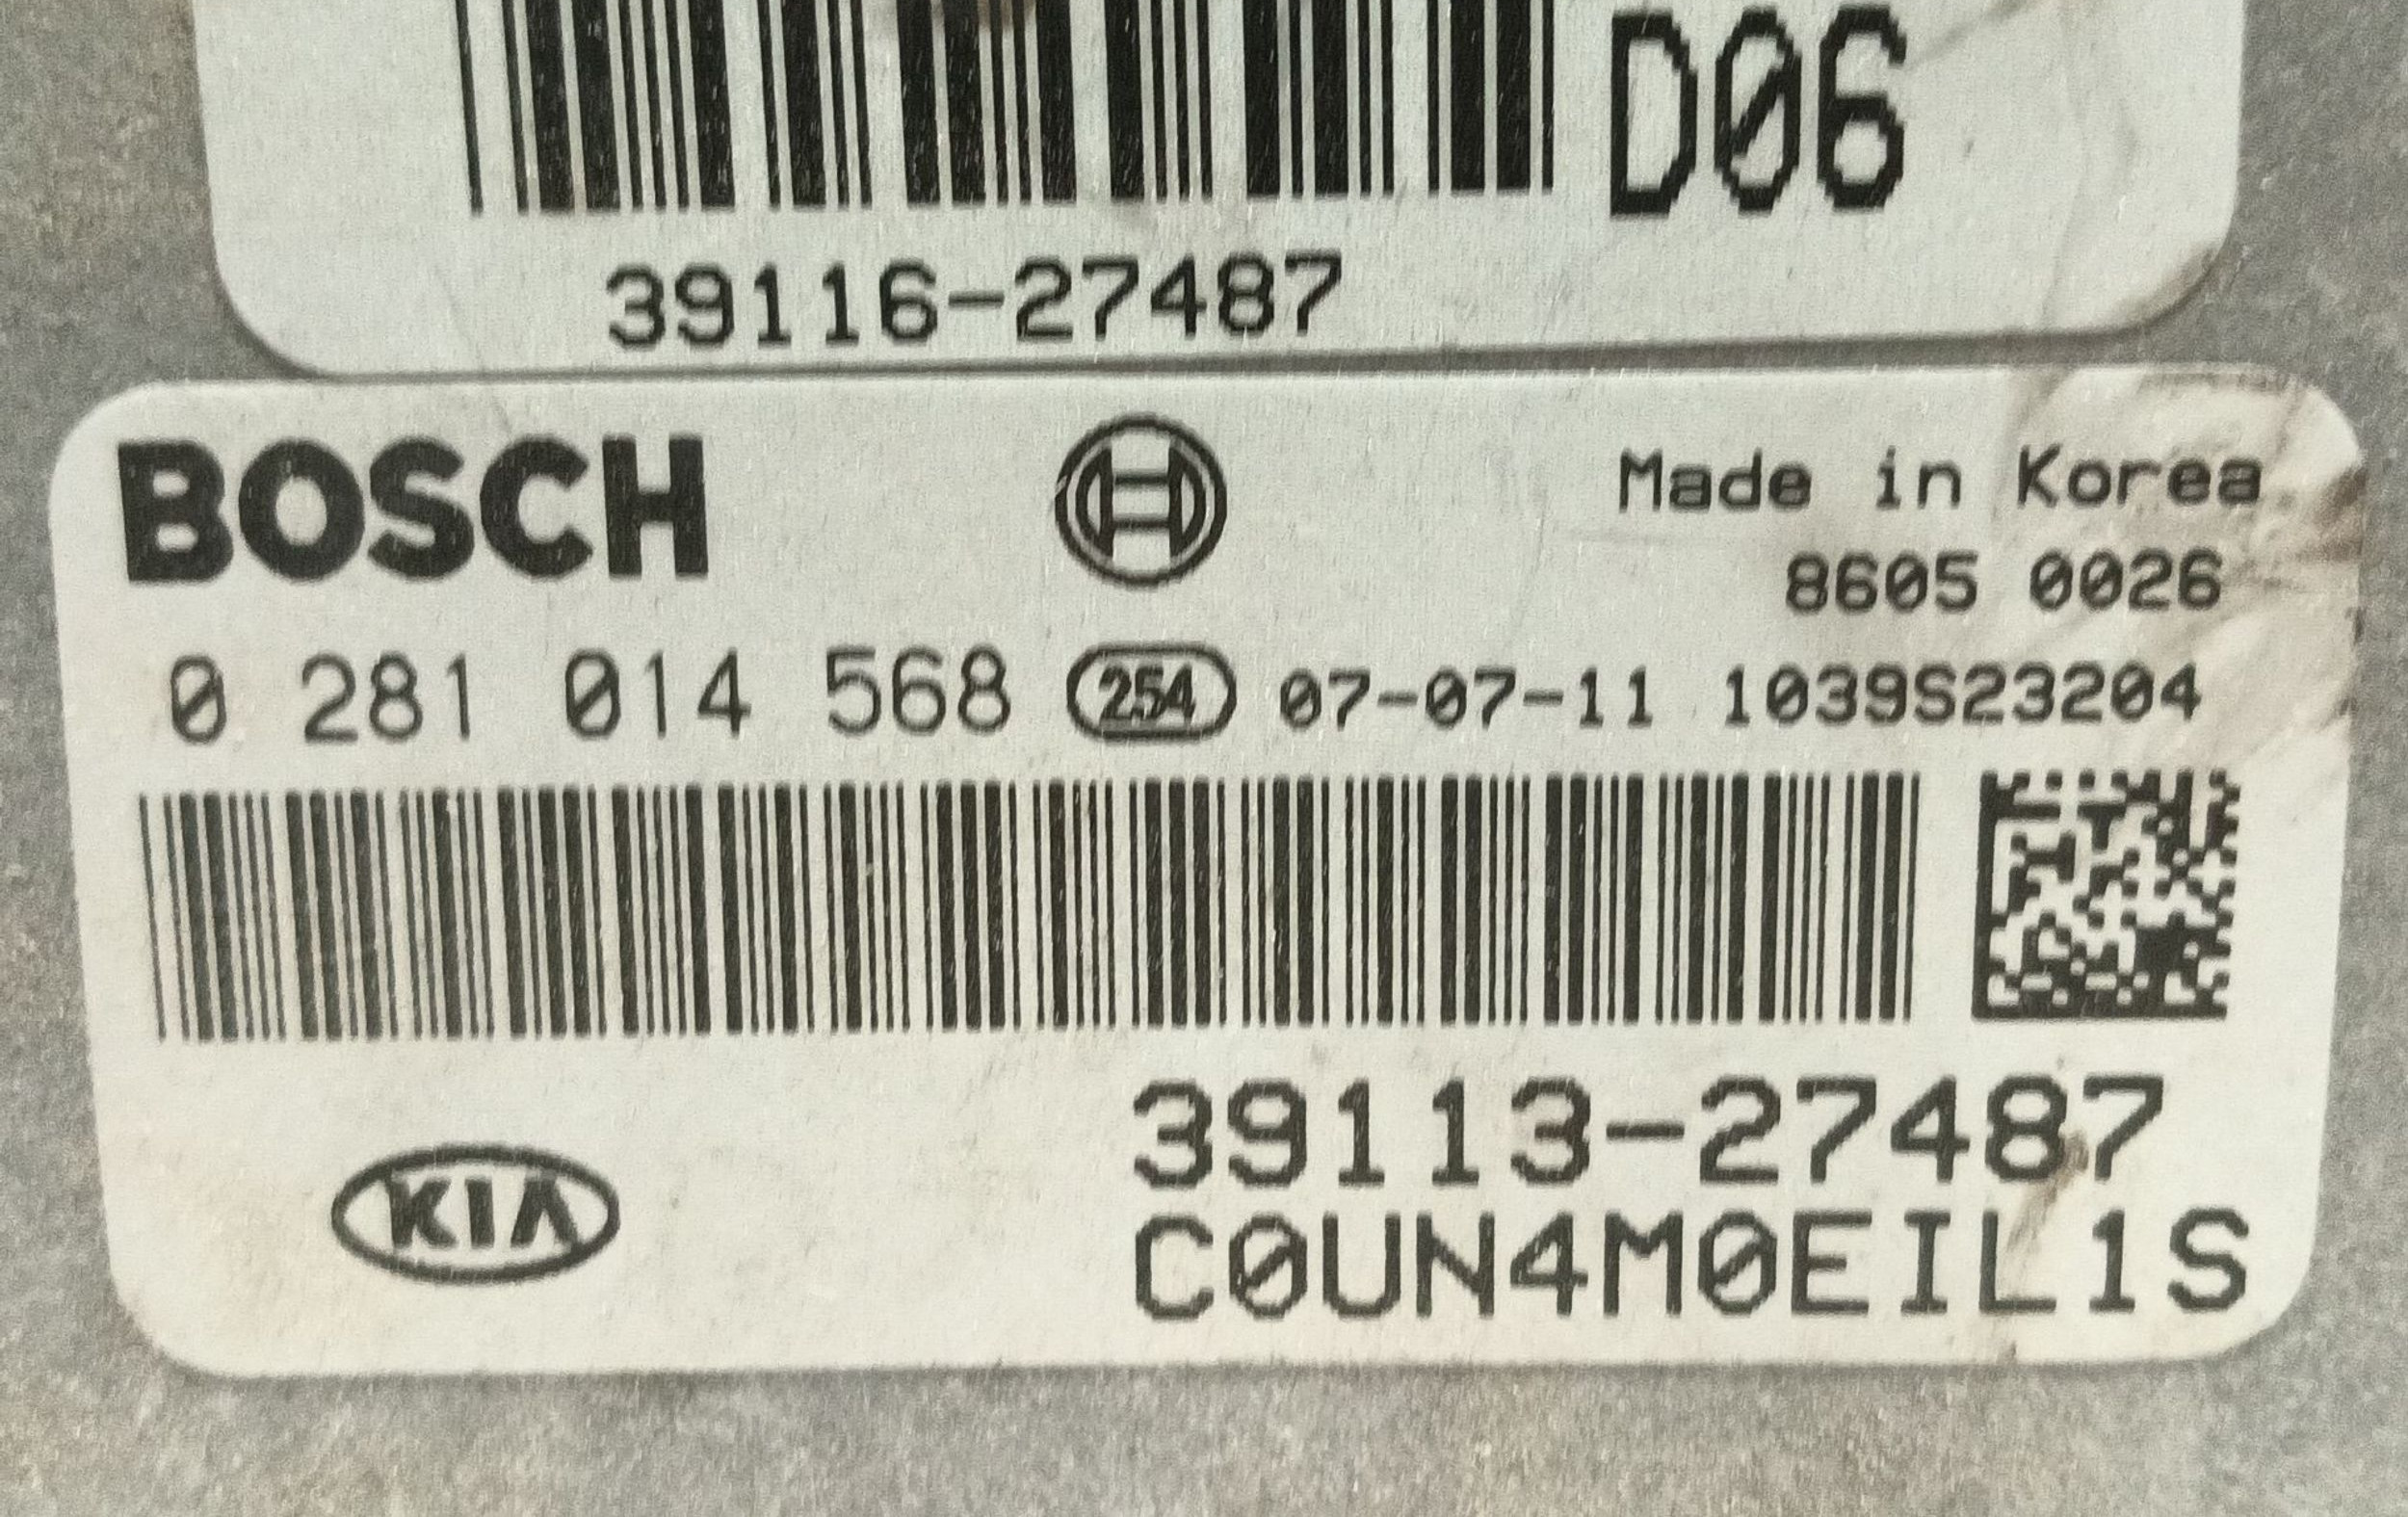 D06
39116-27487
BOSCH Made in Korea
8605 0026
0 281 014 568 254 07-07-11 1039S23204
39113-27487
KIA C0UN4M0EIL1S